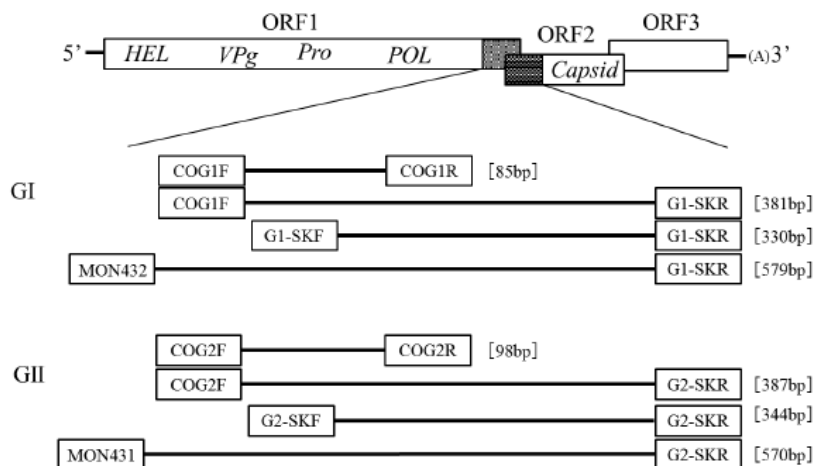 ORF1
ORF2
ORF3
5’ HEL VPg Pro POL Capsid (A)3’
GI
COG1F COG1R [85bp]
COG1F G1-SKR [381bp]
G1-SKF G1-SKR [330bp]
MON432 G1-SKR [579bp]
GII
COG2F COG2R [98bp]
COG2F G2-SKR [387bp]
G2-SKF G2-SKR [344bp]
MON431 G2-SKR [570bp]